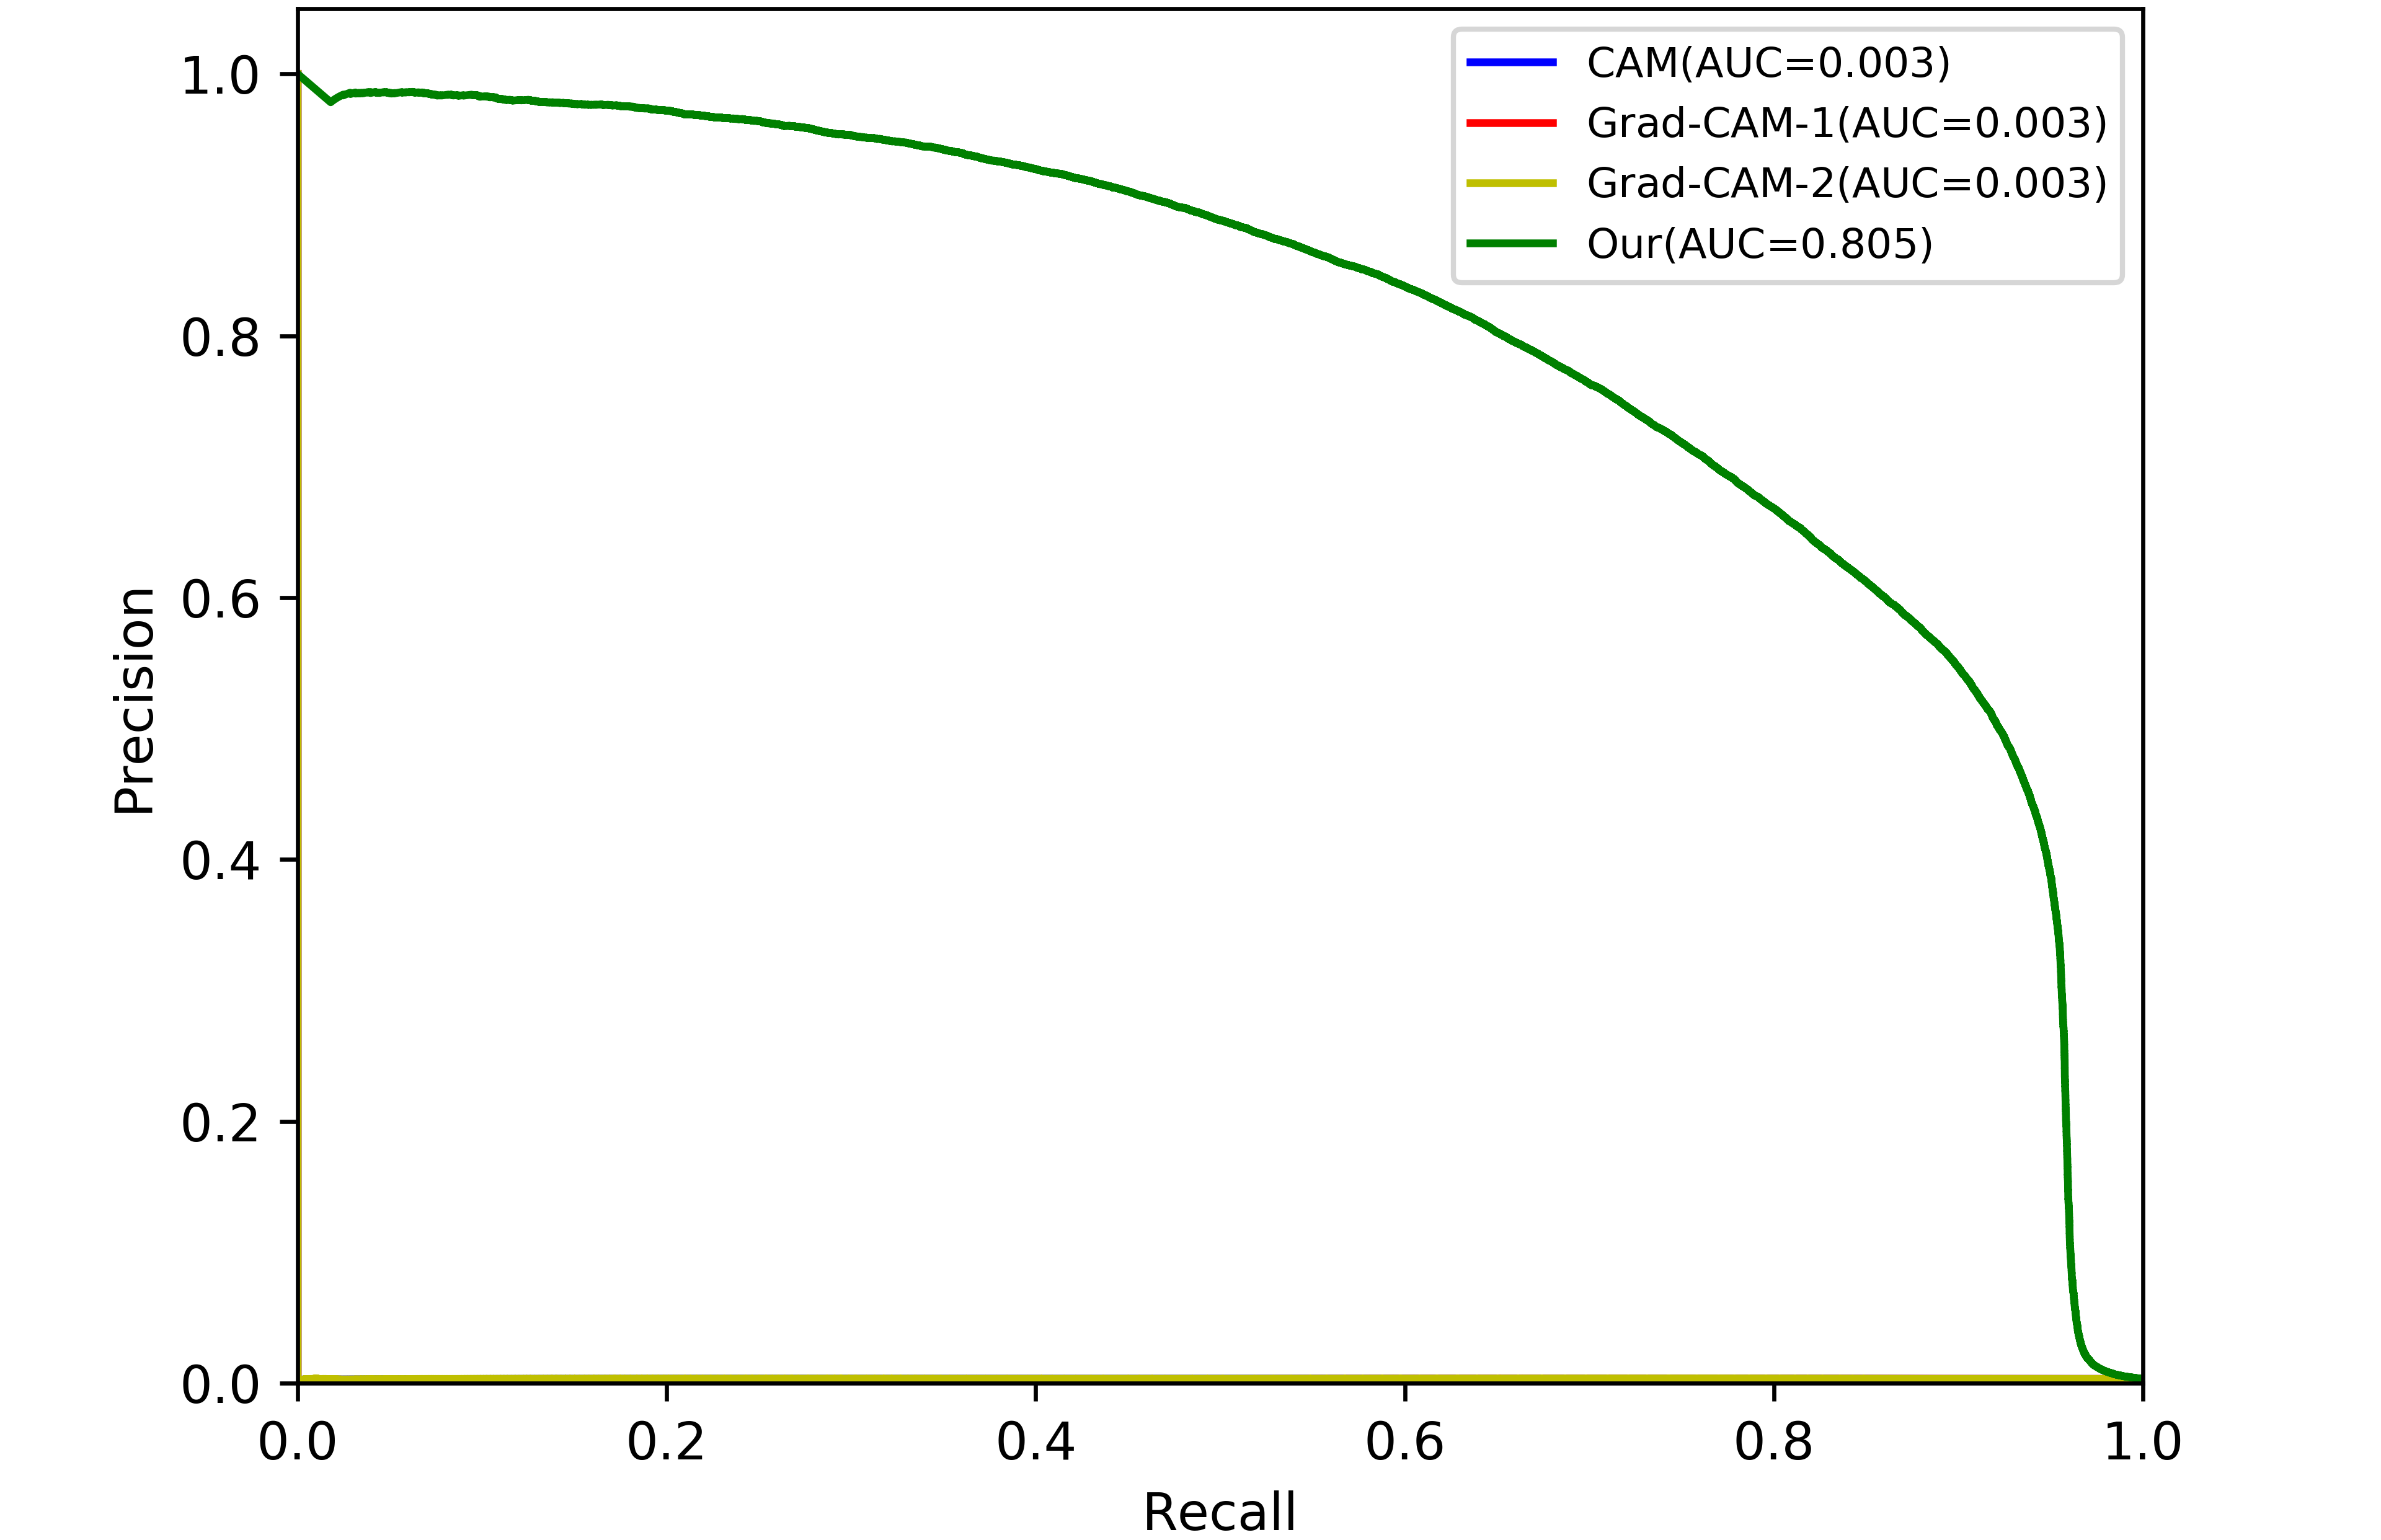 CAM(AUC=0.003)
Grad-CAM-1(AUC=0.003)
Grad-CAM-2(AUC=0.003)
Our(AUC=0.805)
1.0
0.8
0.6
0.4
0.2
0.0
Precision
0.0 0.2 0.4 0.6 0.8 1.0
Recall